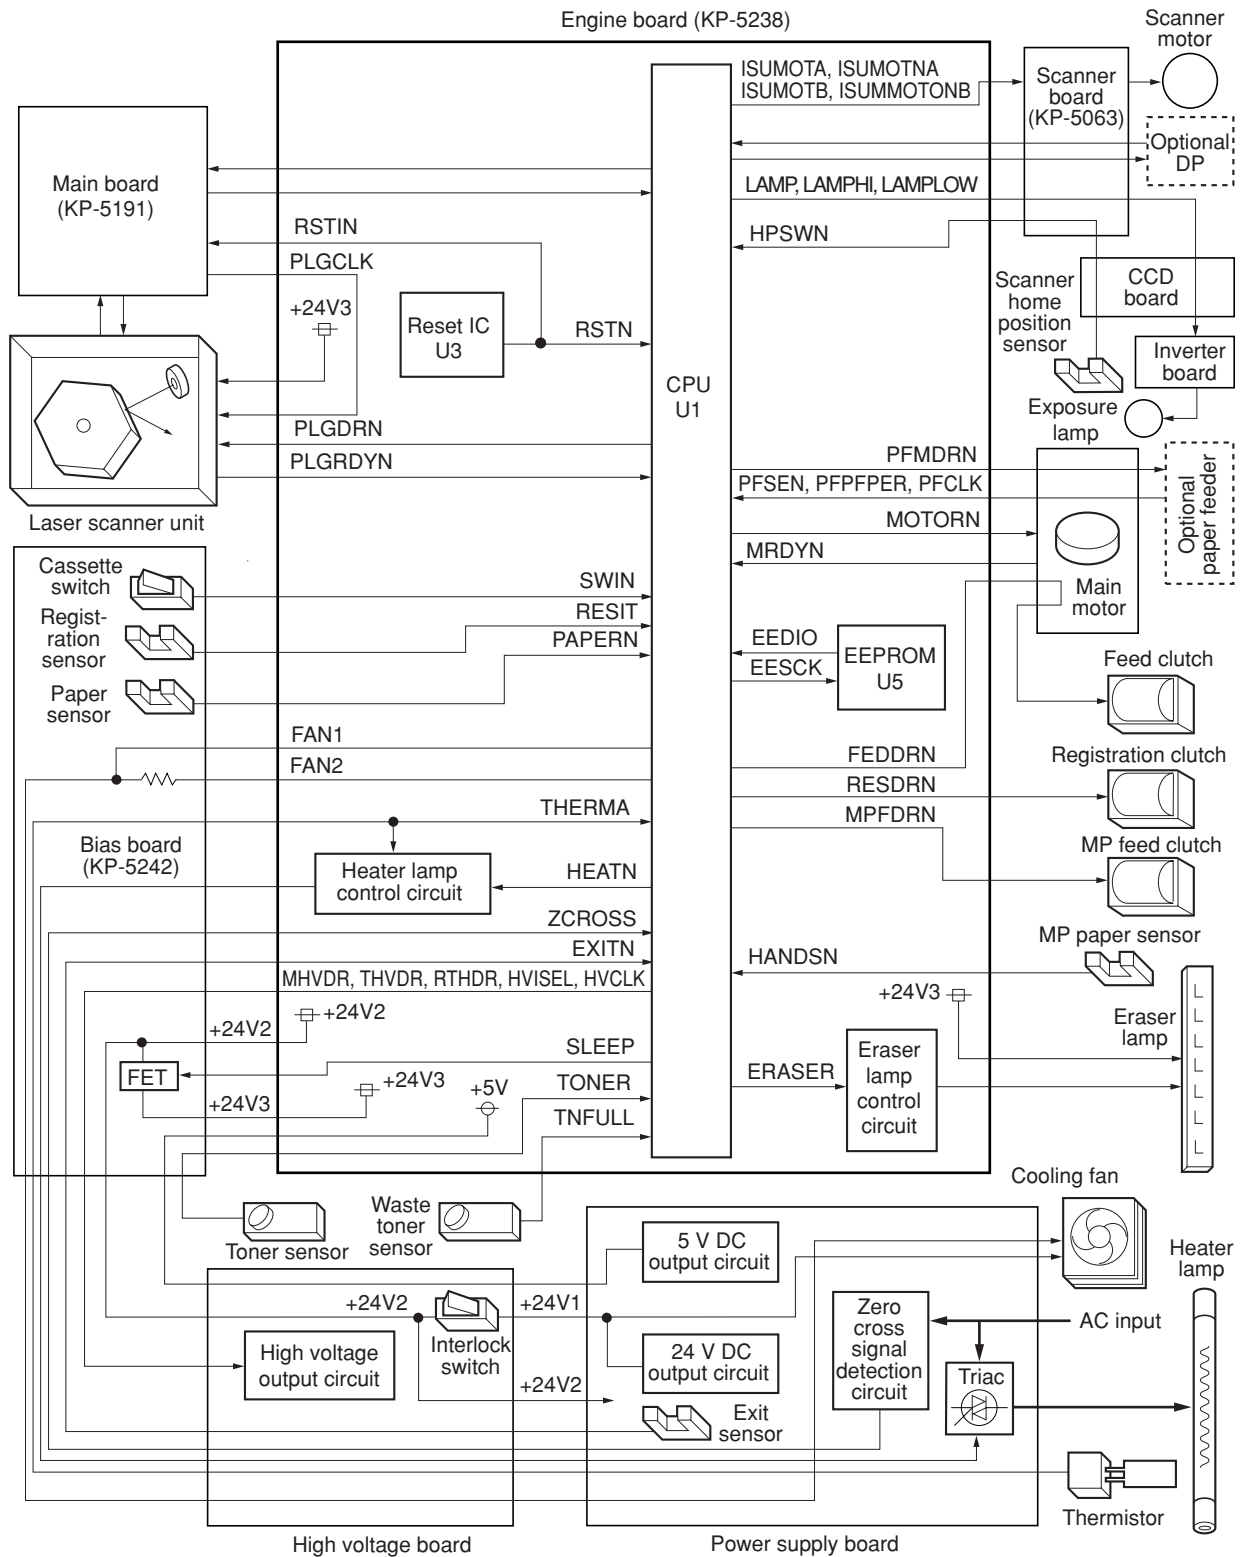 Engine board (KP-5238)
Scanner
motor
ISUMOTA, ISUMOTNA
ISUMOTB, ISUMMOTONB
Scanner
board
(KP-5063)
Optional
DP
Main board
(KP-5191)
LAMP, LAMPHI, LAMPLOW
RSTIN
HPSWN
PLGCLK
+24V3
Reset IC
U3
RSTN
CPU
U1
Scanner
home
position
sensor
CCD
board
Inverter
board
Exposure
lamp
PLGDRN
PLGRDYN
Laser scanner unit
PFMDRN
PFSEN, PFPFPER, PFCLK
MOTORN
MRDYN
Optional
paper feeder
Main
motor
Cassette
switch
SWIN
Regist-
ration
sensor
RESIT
PAPERN
Paper
sensor
EEDIO
EESCK
EEPROM
U5
Feed clutch
FAN1
FAN2
FEDDRN
Registration clutch
RESDRN
MPFDRN
THERMA
Bias board
(KP-5242)
Heater lamp
control circuit
HEATN
MP feed clutch
ZCROSS
EXITN
MHVDR, THVDR, RTHDR, HVISEL, HVCLK
MP paper sensor
HANDSN
+24V3
Eraser
lamp
+24V2
+24V2
FET
SLEEP
+24V3
+24V3
+5V
TONER
TNFULL
ERASER
Eraser
lamp
control
circuit
L
L
L
L
L
L
L
Cooling fan
Toner sensor
Waste
toner
sensor
5 V DC
output circuit
Heater
lamp
+24V2
+24V1
Interlock
switch
High voltage
output circuit
24 V DC
output circuit
+24V2
Zero
cross
signal
detection
circuit
AC input
Triac
Exit
sensor
Thermistor
High voltage board
Power supply board